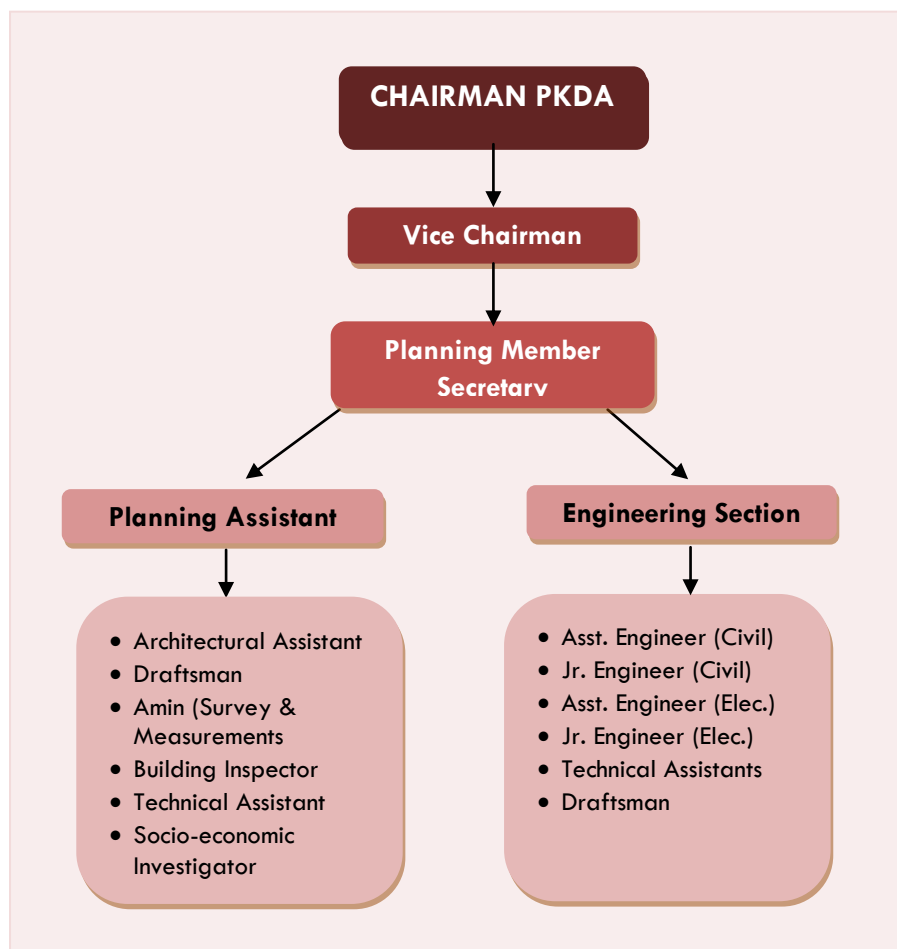 CHAIRMAN PKDA
Vice Chairman
Planning Member
Secretary
Planning Assistant
Engineering Section
• Architectural Assistant
• Draftsman
• Amin (Survey &
Measurements
• Building Inspector
• Technical Assistant
• Socio-economic
Investigator
• Asst. Engineer (Civil)
• Jr. Engineer (Civil)
• Asst. Engineer (Elec.)
• Jr. Engineer (Elec.)
• Technical Assistants
• Draftsman